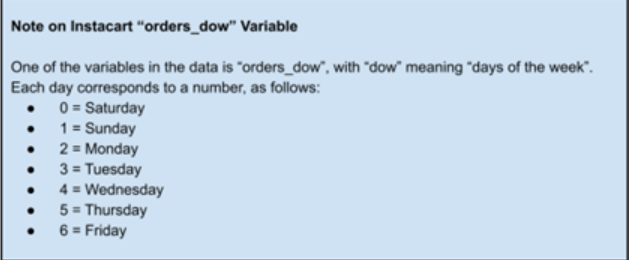 Note on Instacart “orders_dow” Variable
One of the variables in the data is “orders_dow”, with “dow” meaning “days of the week”.
Each day corresponds to a number, as follows:
● 0 = Saturday
● 1 = Sunday
● 2 = Monday
● 3 = Tuesday
● 4 = Wednesday
● 5 = Thursday
● 6 = Friday